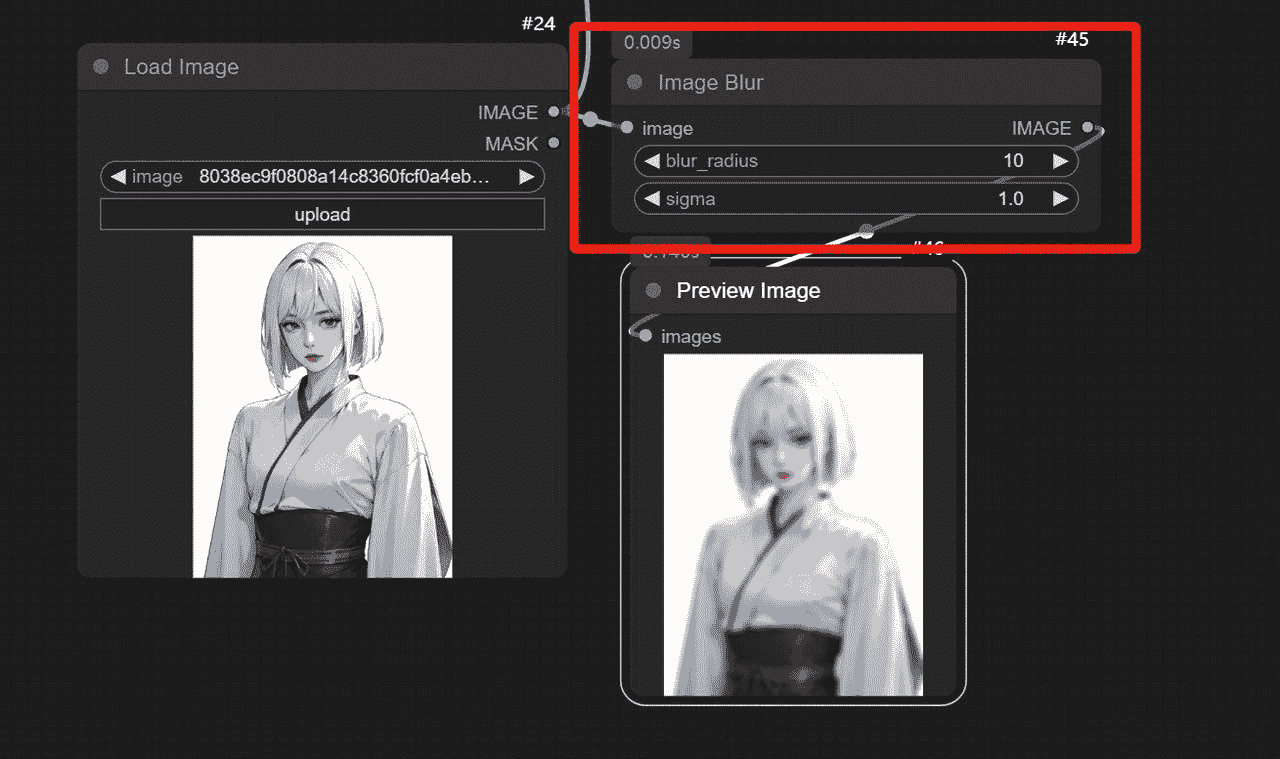 #24
Load Image
IMAGE
MASK
image 8038ec9f0808a14c8360fcf0a4eb...
upload
0.009s
#45
Image Blur
image IMAGE
blur_radius 10
sigma 1.0
#46
Preview Image
images